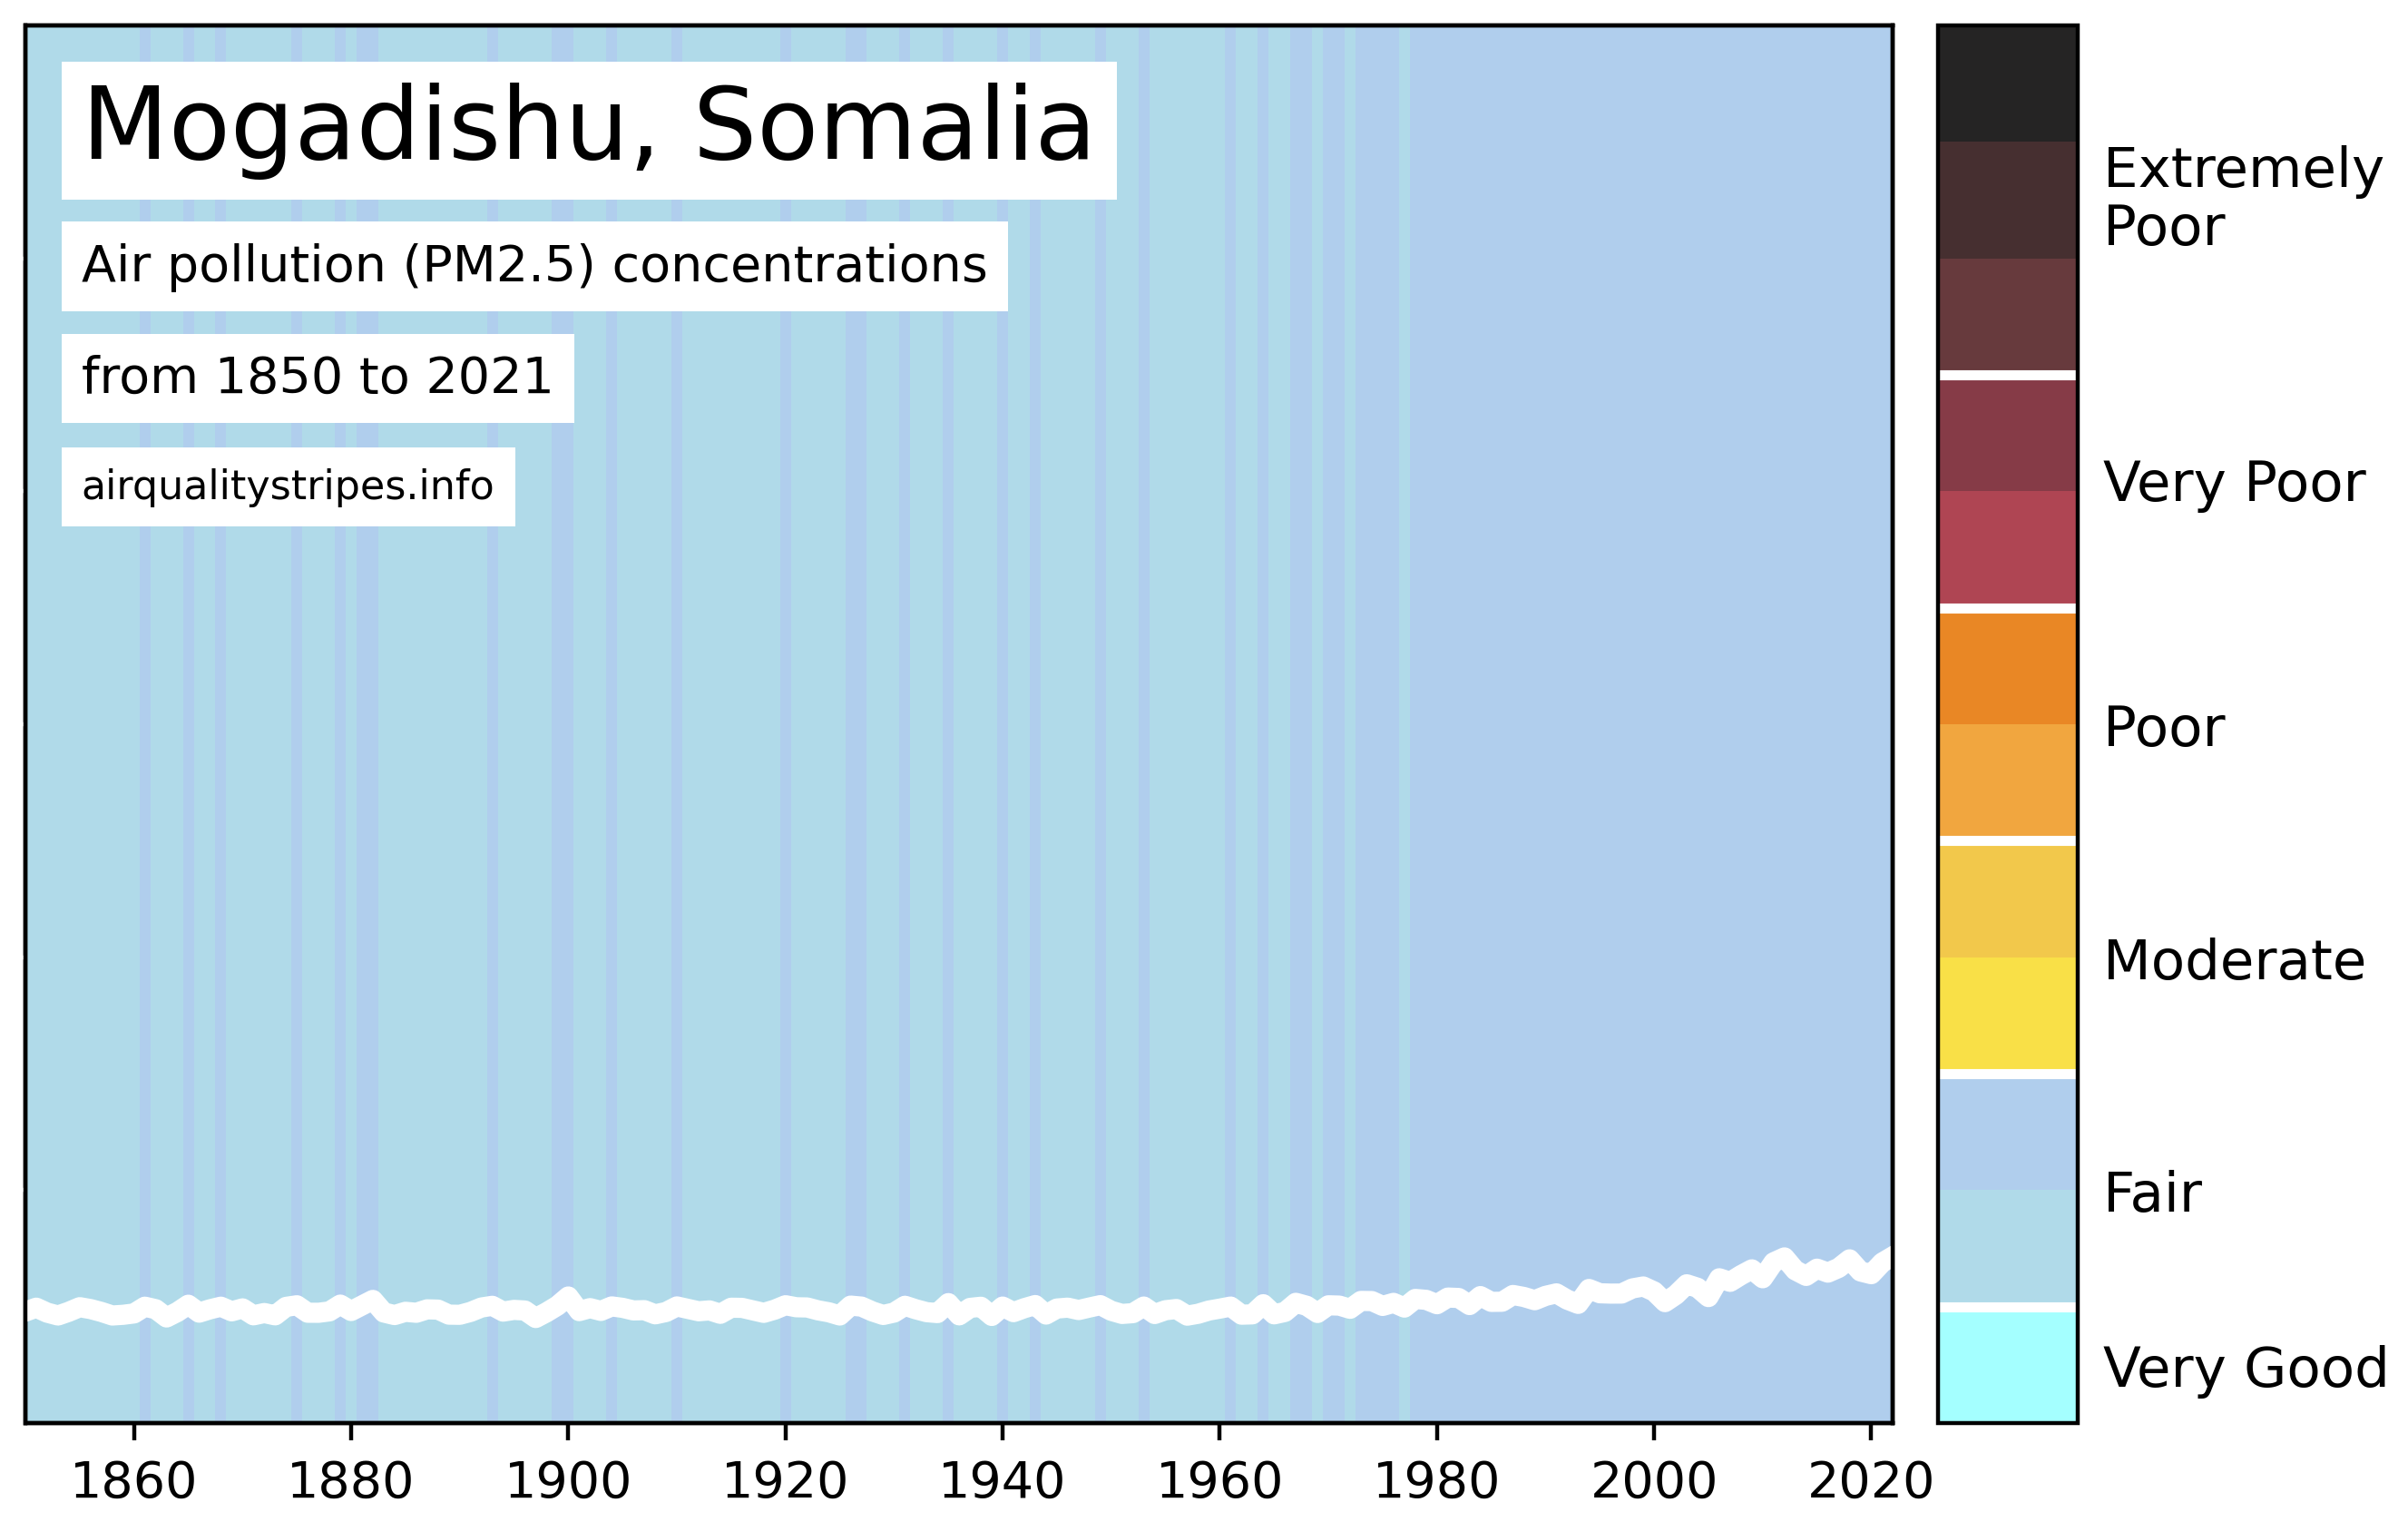 Mogadishu, Somalia
Air pollution (PM2.5) concentrations
from 1850 to 2021
airqualitystripes.info
Extremely
Poor
Very Poor
Poor
Moderate
Fair
Very Good
1860 1880 1900 1920 1940 1960 1980 2000 2020